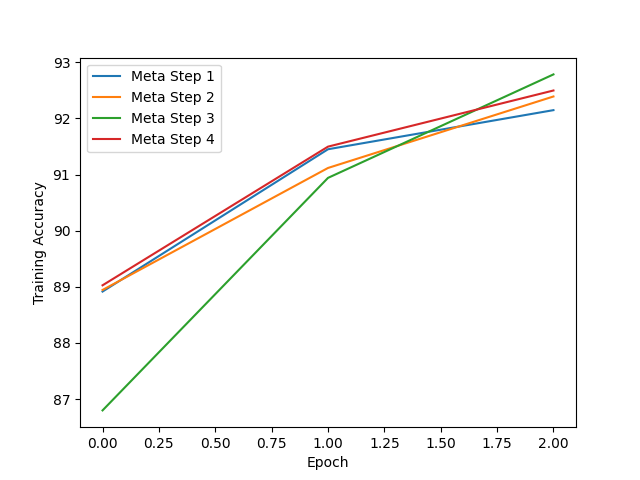 93
92
91
90
89
88
87
Training Accuracy
Meta Step 1
Meta Step 2
Meta Step 3
Meta Step 4
0.00 0.25 0.50 0.75 1.00 1.25 1.50 1.75 2.00
Epoch